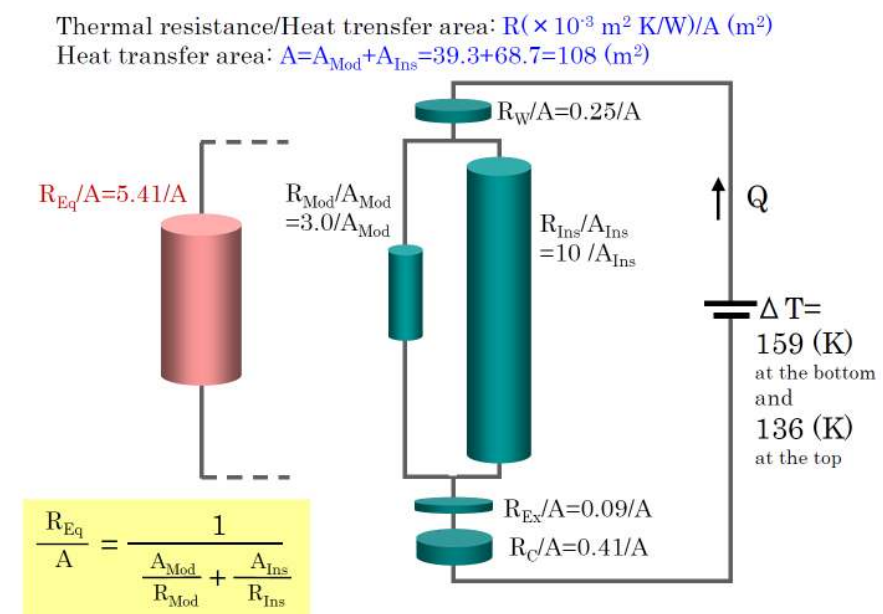 Thermal resistance/Heat trensfer area: R(×10⁻³ m² K/W)/A (m²)
Heat transfer area: A=A_Mod+A_Ins=39.3+68.7=108 (m²)
R_W/A=0.25/A
R_Eq/A=5.41/A
R_Mod/A_Mod
=3.0/A_Mod
R_Ins/A_Ins
=10 /A_Ins
Q
ΔT=
159 (K)
at the bottom
and
136 (K)
at the top
R_Ex/A=0.09/A
R_C/A=0.41/A
R_Eq/A = 1/(A_Mod/R_Mod + A_Ins/R_Ins)